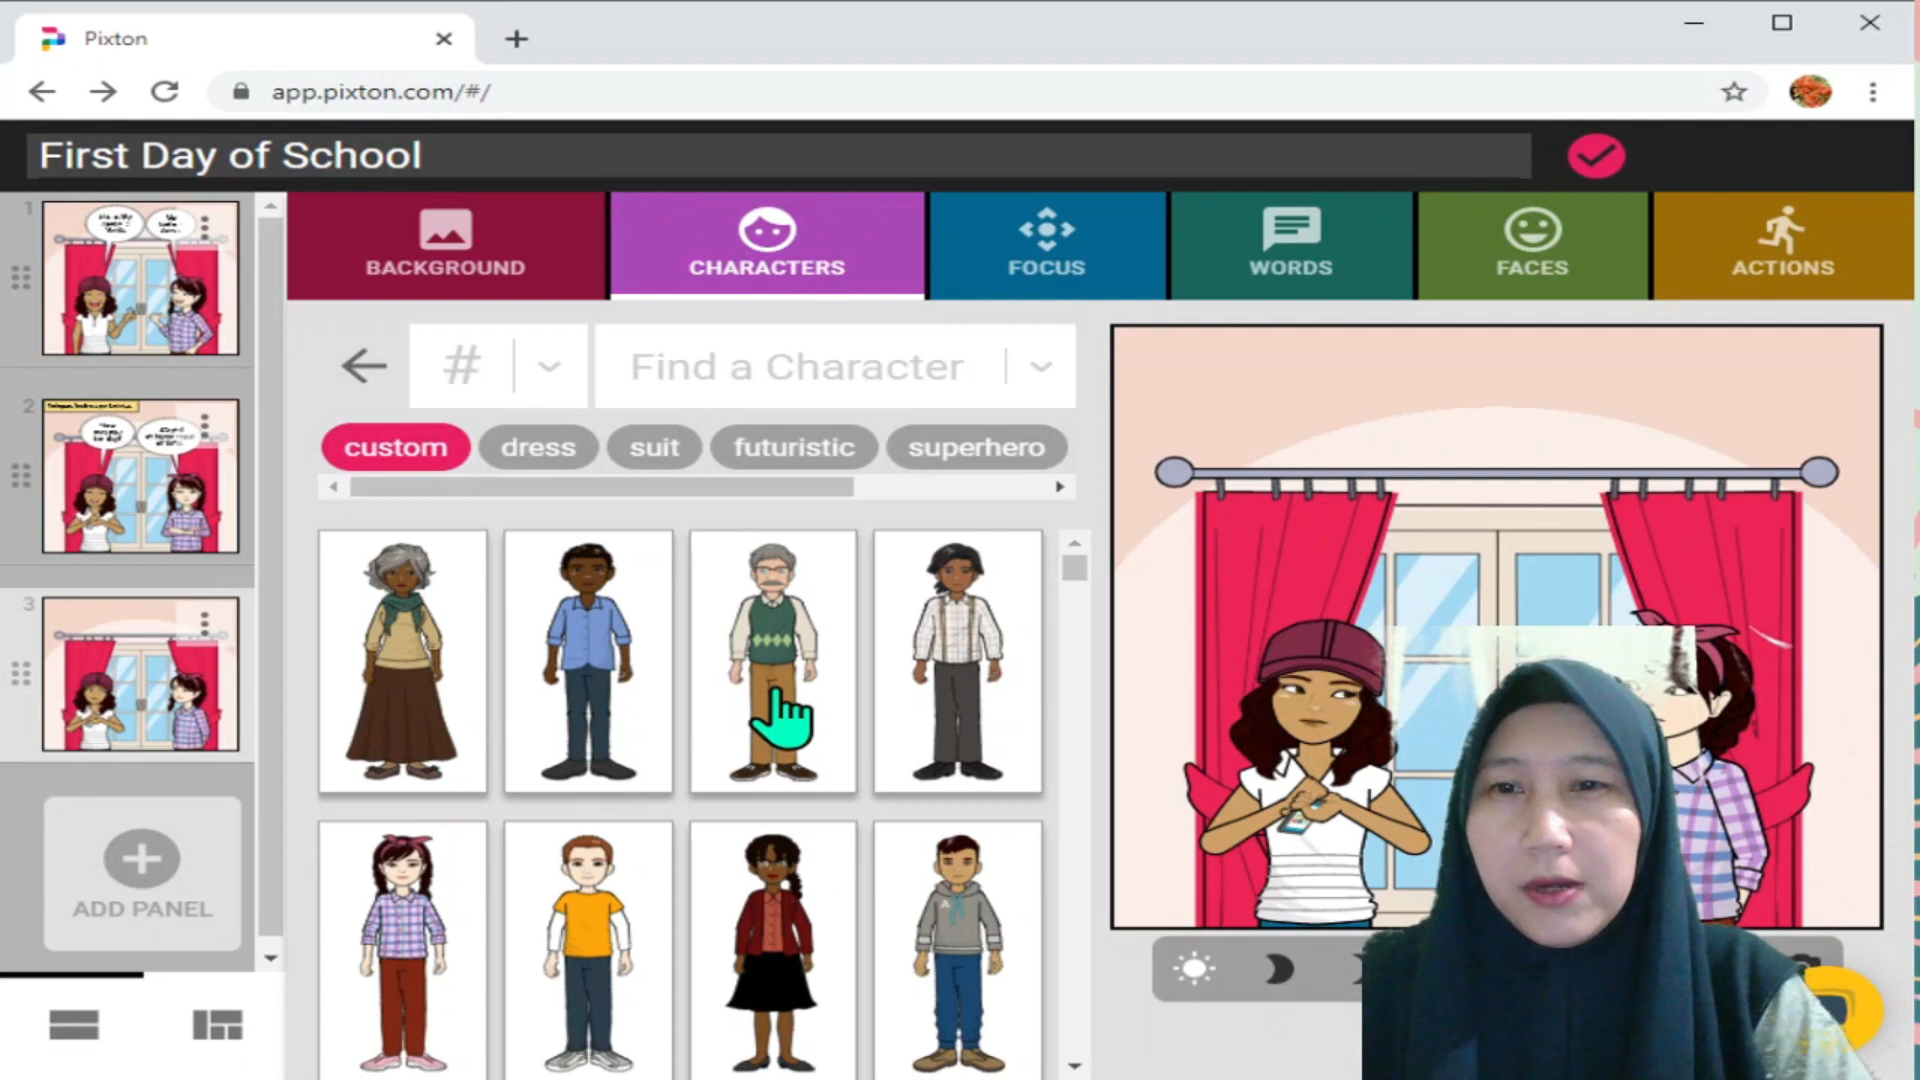 Pixton
app.pixton.com/#/
First Day of School
BACKGROUND
CHARACTERS
FOCUS
WORDS
FACES
ACTIONS
# Find a Character
custom
dress
suit
futuristic
superhero
1
2
3
ADD PANEL
A